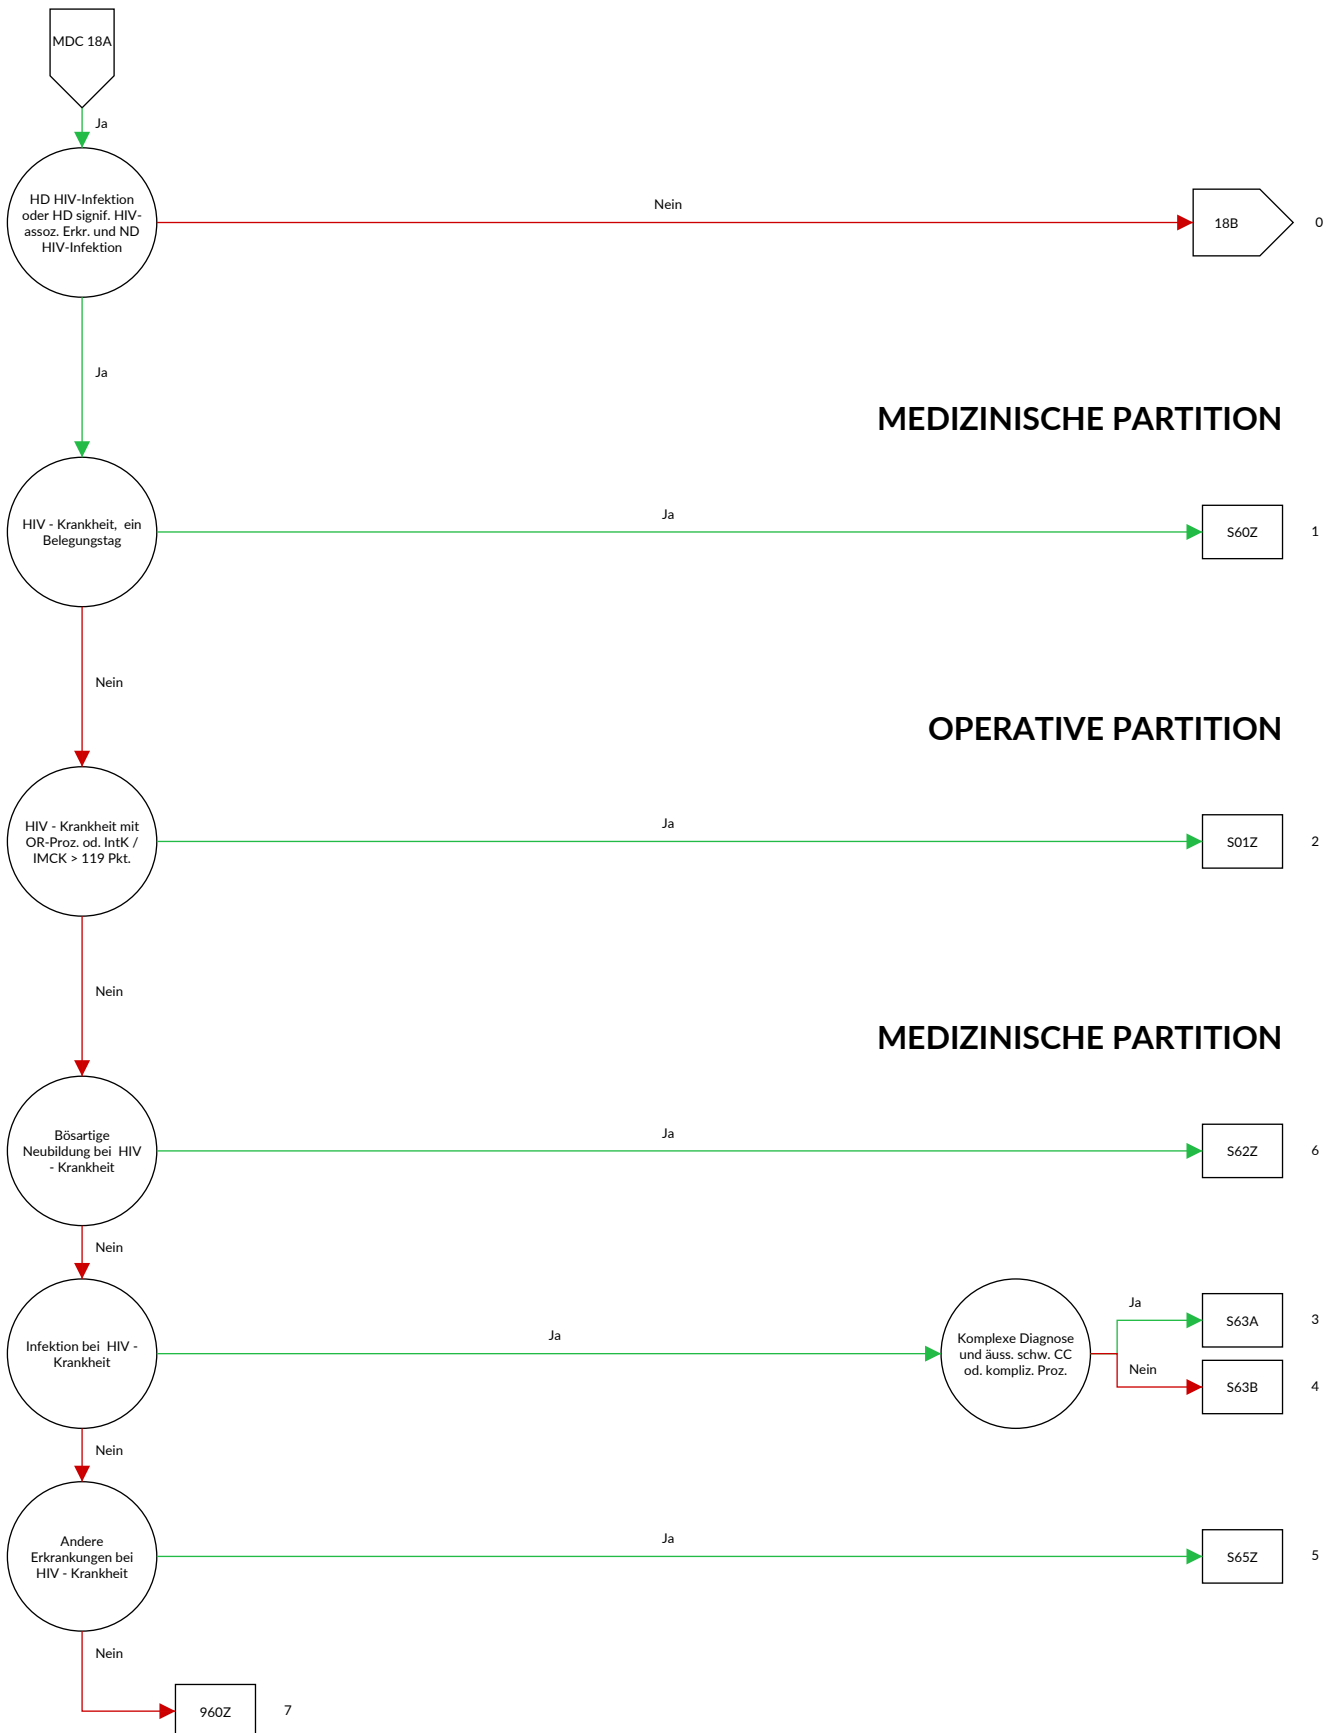 MDC 18A
Ja
HD HIV-Infektion
oder HD signif. HIV-
assoz. Erkr. und ND
HIV-Infektion
Nein
18B
0
Ja
MEDIZINISCHE PARTITION
HIV - Krankheit, ein
Belegungstag
Ja
S60Z
1
Nein
OPERATIVE PARTITION
HIV - Krankheit mit
OR-Proz. od. IntK /
IMCK > 119 Pkt.
Ja
S01Z
2
Nein
MEDIZINISCHE PARTITION
Bösartige
Neubildung bei HIV
- Krankheit
Ja
S62Z
6
Nein
Infektion bei HIV -
Krankheit
Ja
Komplexe Diagnose
und äuss. schw. CC
od. kompliz. Proz.
Ja
S63A
3
Nein
S63B
4
Nein
Andere
Erkrankungen bei
HIV - Krankheit
Ja
S65Z
5
Nein
960Z
7